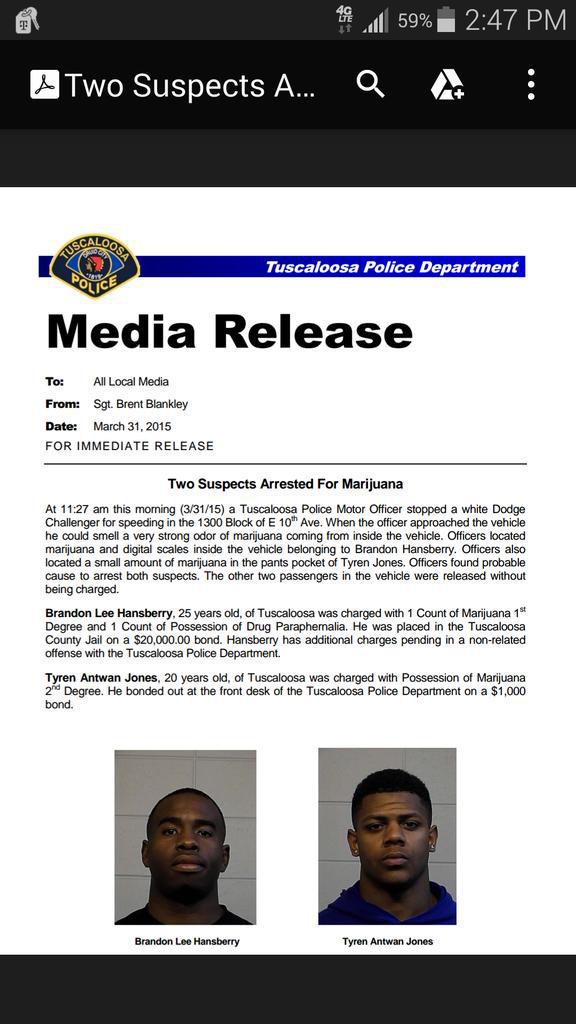 4G
LTE
59%
2:47 PM
Two Suspects A...
TUSCALOOSA
DRUID CITY
1819
POLICE
Tuscaloosa Police Department
Media Release
To: All Local Media
From: Sgt. Brent Blankley
Date: March 31, 2015
FOR IMMEDIATE RELEASE
Two Suspects Arrested For Marijuana
At 11:27 am this morning (3/31/15) a Tuscaloosa Police Motor Officer stopped a white Dodge
Challenger for speeding in the 1300 Block of E 10th Ave. When the officer approached the vehicle
he could smell a very strong odor of marijuana coming from inside the vehicle. Officers located
marijuana and digital scales inside the vehicle belonging to Brandon Hansberry. Officers also
located a small amount of marijuana in the pants pocket of Tyren Jones. Officers found probable
cause to arrest both suspects. The other two passengers in the vehicle were released without
being charged.
Brandon Lee Hansberry, 25 years old, of Tuscaloosa was charged with 1 Count of Marijuana 1st
Degree and 1 Count of Possession of Drug Paraphernalia. He was placed in the Tuscaloosa
County Jail on a $20,000.00 bond. Hansberry has additional charges pending in a non-related
offense with the Tuscaloosa Police Department.
Tyren Antwan Jones, 20 years old, of Tuscaloosa was charged with Possession of Marijuana
2nd Degree. He bonded out at the front desk of the Tuscaloosa Police Department on a $1,000
bond.
Brandon Lee Hansberry
Tyren Antwan Jones